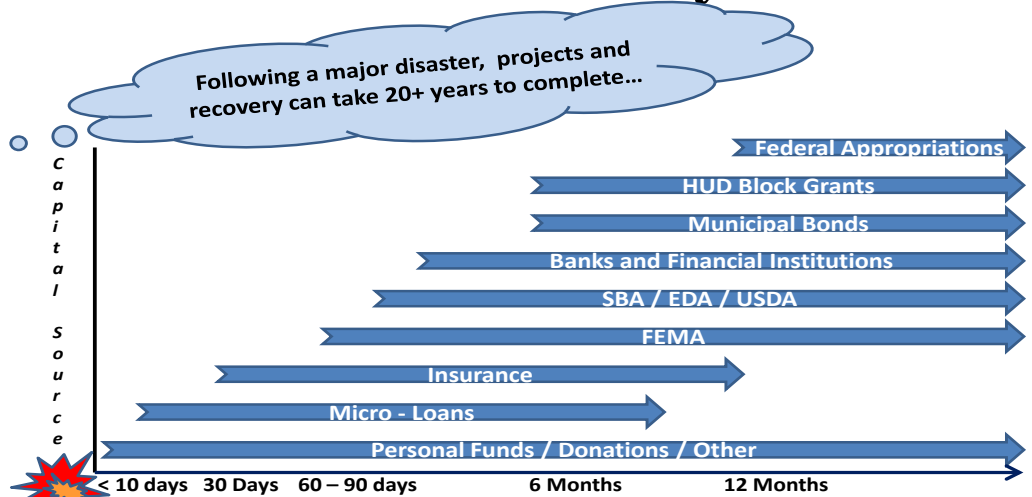 Following a major disaster, projects and
recovery can take 20+ years to complete…
Capital Source
Federal Appropriations
HUD Block Grants
Municipal Bonds
Banks and Financial Institutions
SBA / EDA / USDA
FEMA
Insurance
Micro - Loans
Personal Funds / Donations / Other
< 10 days 30 Days 60 – 90 days 6 Months 12 Months